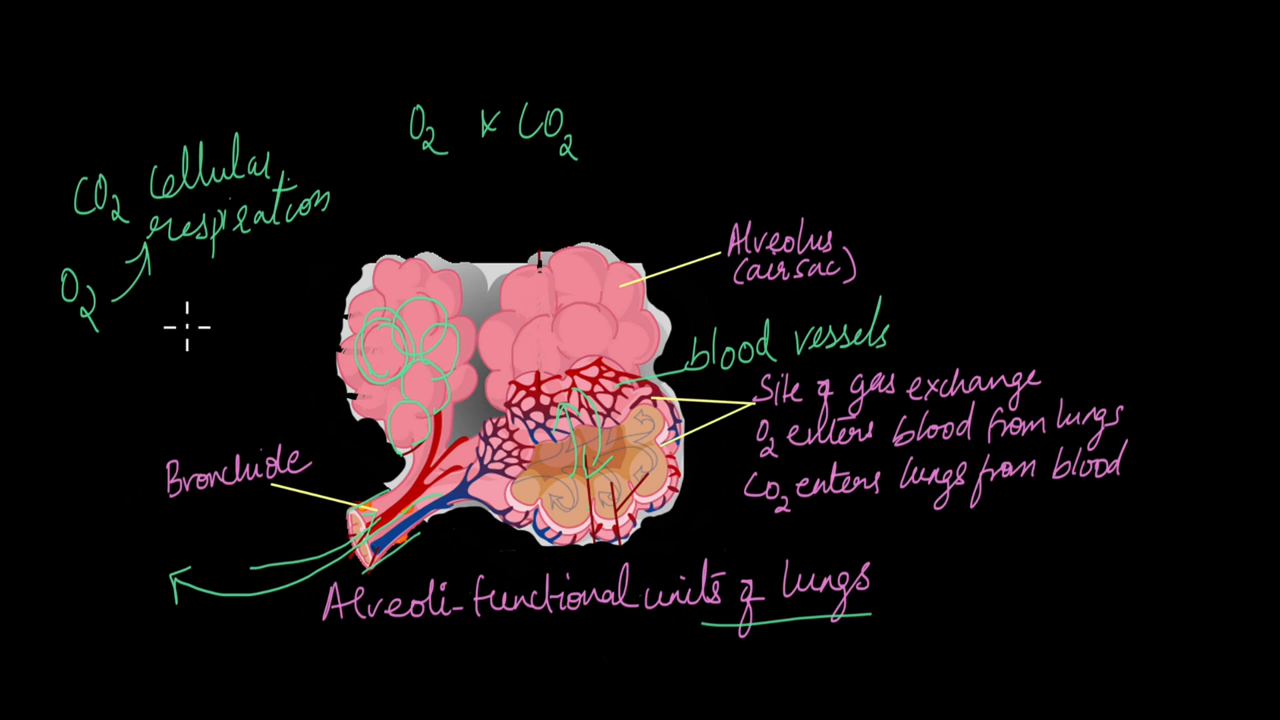 O2 & CO2
CO2 cellular
respiration
O2
Alveolus
(air sac)
blood vessels
Site of gas exchange
O2 enters blood from lungs
CO2 enters lungs from blood
Bronchiole
Alveoli-functional units of lungs